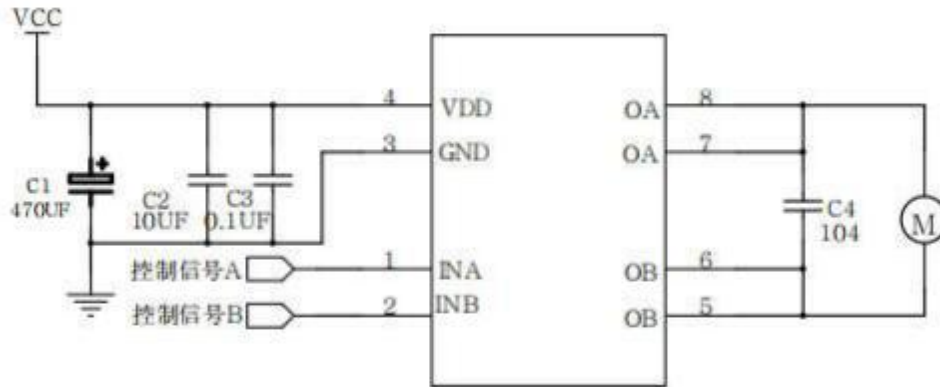 VCC
4 VDD OA 8
3 GND OA 7
C1
470UF
C2
10UF
C3
0.1UF
C4
104
M
控制信号A 1 INA OB 6
控制信号B 2 INB OB 5